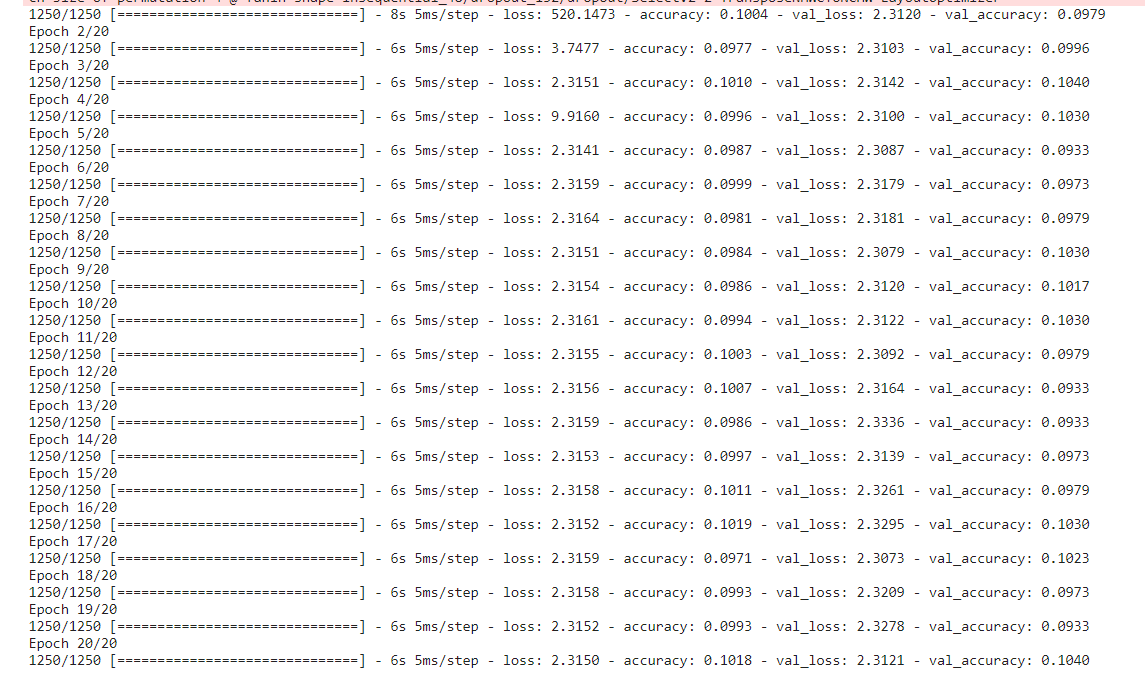 1250/1250 [==============================] - 8s 5ms/step - loss: 520.1473 - accuracy: 0.1004 - val_loss: 2.3120 - val_accuracy: 0.0979
Epoch 2/20
1250/1250 [==============================] - 6s 5ms/step - loss: 3.7477 - accuracy: 0.0977 - val_loss: 2.3103 - val_accuracy: 0.0996
Epoch 3/20
1250/1250 [==============================] - 6s 5ms/step - loss: 2.3151 - accuracy: 0.1010 - val_loss: 2.3142 - val_accuracy: 0.1040
Epoch 4/20
1250/1250 [==============================] - 6s 5ms/step - loss: 9.9160 - accuracy: 0.0996 - val_loss: 2.3100 - val_accuracy: 0.1030
Epoch 5/20
1250/1250 [==============================] - 6s 5ms/step - loss: 2.3141 - accuracy: 0.0987 - val_loss: 2.3087 - val_accuracy: 0.0933
Epoch 6/20
1250/1250 [==============================] - 6s 5ms/step - loss: 2.3159 - accuracy: 0.0999 - val_loss: 2.3179 - val_accuracy: 0.0973
Epoch 7/20
1250/1250 [==============================] - 6s 5ms/step - loss: 2.3164 - accuracy: 0.0981 - val_loss: 2.3181 - val_accuracy: 0.0979
Epoch 8/20
1250/1250 [==============================] - 6s 5ms/step - loss: 2.3151 - accuracy: 0.0984 - val_loss: 2.3079 - val_accuracy: 0.1030
Epoch 9/20
1250/1250 [==============================] - 6s 5ms/step - loss: 2.3154 - accuracy: 0.0986 - val_loss: 2.3120 - val_accuracy: 0.1017
Epoch 10/20
1250/1250 [==============================] - 6s 5ms/step - loss: 2.3161 - accuracy: 0.0994 - val_loss: 2.3122 - val_accuracy: 0.1030
Epoch 11/20
1250/1250 [==============================] - 6s 5ms/step - loss: 2.3155 - accuracy: 0.1003 - val_loss: 2.3092 - val_accuracy: 0.0979
Epoch 12/20
1250/1250 [==============================] - 6s 5ms/step - loss: 2.3156 - accuracy: 0.1007 - val_loss: 2.3164 - val_accuracy: 0.0933
Epoch 13/20
1250/1250 [==============================] - 6s 5ms/step - loss: 2.3159 - accuracy: 0.0986 - val_loss: 2.3336 - val_accuracy: 0.0933
Epoch 14/20
1250/1250 [==============================] - 6s 5ms/step - loss: 2.3153 - accuracy: 0.0997 - val_loss: 2.3139 - val_accuracy: 0.0973
Epoch 15/20
1250/1250 [==============================] - 6s 5ms/step - loss: 2.3158 - accuracy: 0.1011 - val_loss: 2.3261 - val_accuracy: 0.0979
Epoch 16/20
1250/1250 [==============================] - 6s 5ms/step - loss: 2.3152 - accuracy: 0.1019 - val_loss: 2.3295 - val_accuracy: 0.1030
Epoch 17/20
1250/1250 [==============================] - 6s 5ms/step - loss: 2.3159 - accuracy: 0.0971 - val_loss: 2.3073 - val_accuracy: 0.1023
Epoch 18/20
1250/1250 [==============================] - 6s 5ms/step - loss: 2.3158 - accuracy: 0.0993 - val_loss: 2.3209 - val_accuracy: 0.0973
Epoch 19/20
1250/1250 [==============================] - 6s 5ms/step - loss: 2.3152 - accuracy: 0.0993 - val_loss: 2.3278 - val_accuracy: 0.0933
Epoch 20/20
1250/1250 [==============================] - 6s 5ms/step - loss: 2.3150 - accuracy: 0.1018 - val_loss: 2.3121 - val_accuracy: 0.1040